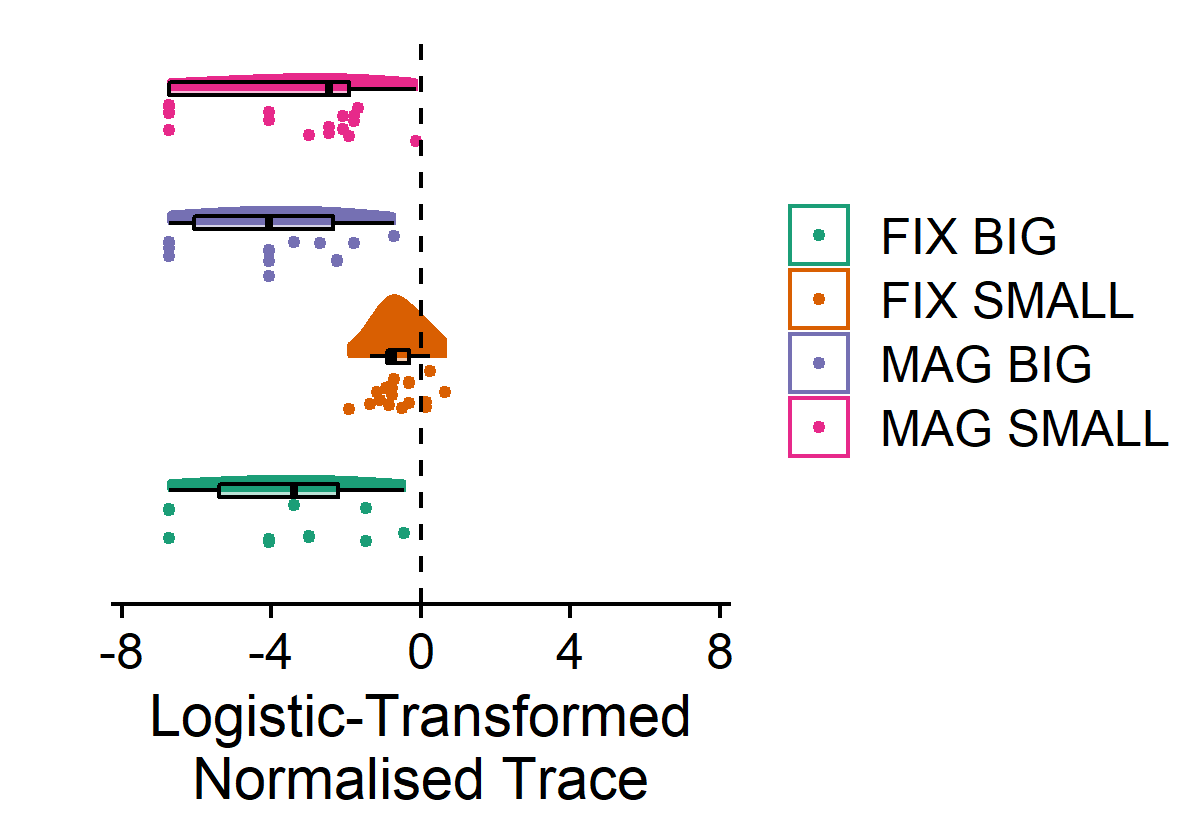 FIX BIG
FIX SMALL
MAG BIG
MAG SMALL
-8 -4 0 4 8
Logistic-Transformed
Normalised Trace